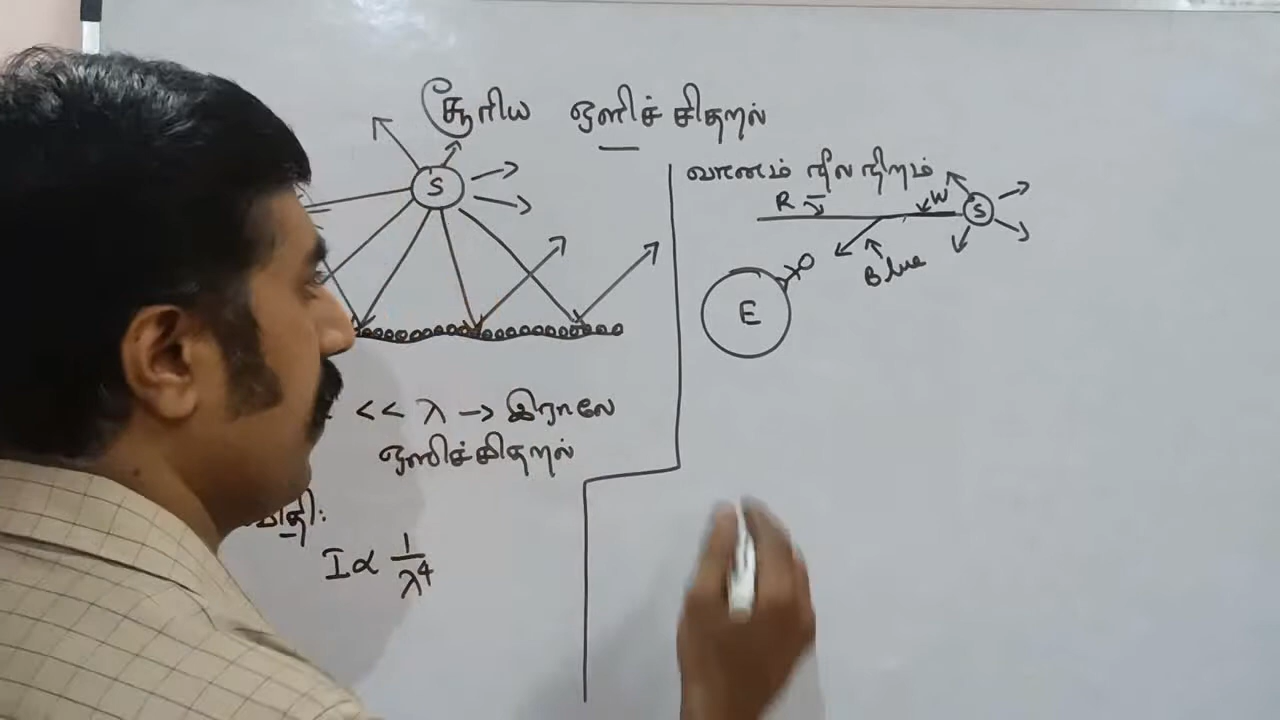 சூரிய ஒளிச் சிதறல்
S
<< λ → இராலே
ஒளிச்சிதறல்
விதி:
I ∝ 1/λ⁴
வானம் நீல நிறம்
R W S
Blue
E